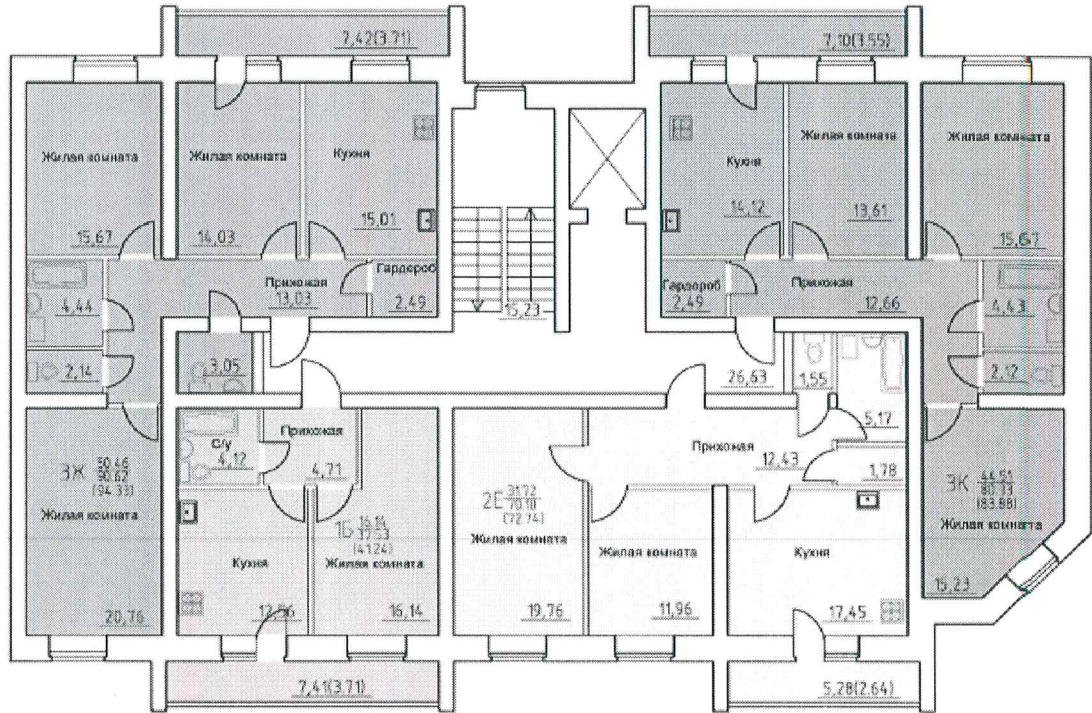 7,42(3.71)
7,10(3.55)
Жилая комната
Жилая комната
Кухня
15.67
14.03
15.01
Кухня
Жилая комната
Жилая комната
14.12
13.61
15.67
4.44
Прихожая
13.03
Гардероб
2.49
15,23
Гардероб
2.49
Прихожая
12.66
4.43
2.14
3.05
26.63
1.55
5.17
2.12
3Ж
50.46
90.62
(94.33)
Жилая комната
20.76
С/у
4,12
Прихожая
4.71
1Б
16.14
37.53
(41.24)
Кухня
12.56
Жилая комната
16.14
2Е
31.72
70.10
(72.74)
Жилая комната
19.76
Жилая комната
11.96
Прихожая
12.43
1.78
Кухня
17.45
3К
44.51
80.33
(83.88)
Жилая комната
15.23
7,41(3.71)
5,28(2.64)